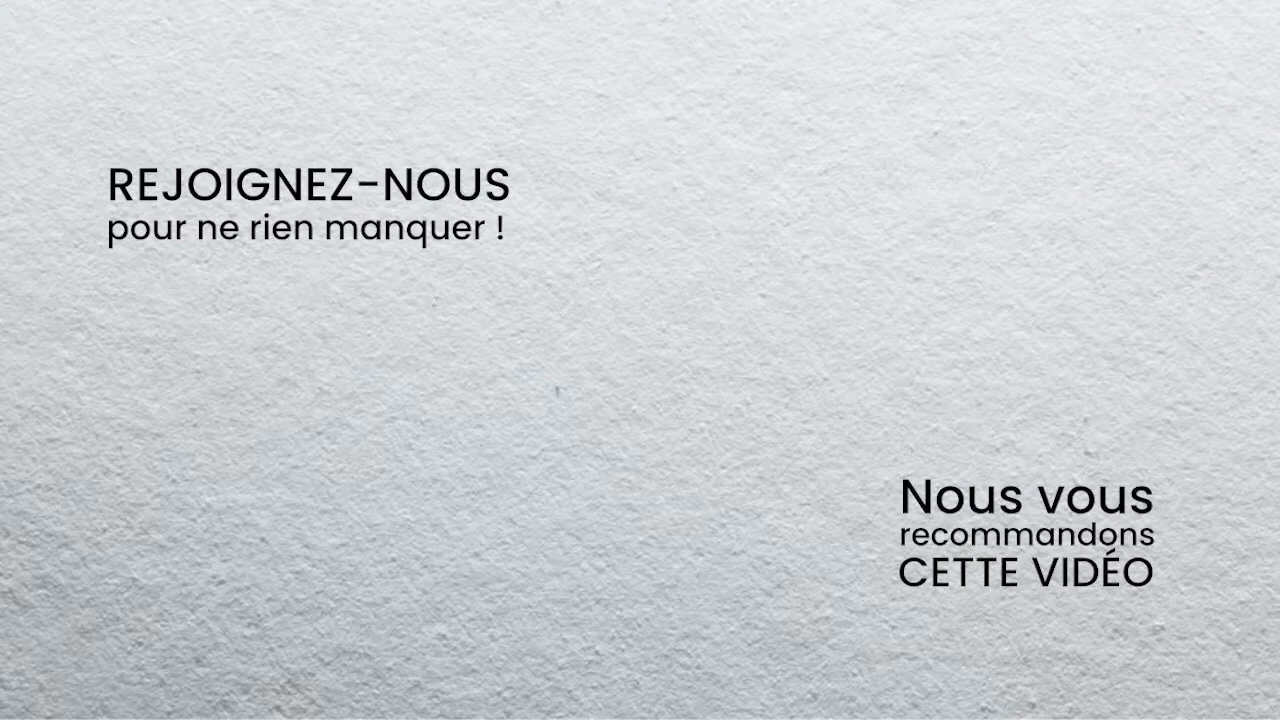 REJOIGNEZ-NOUS
pour ne rien manquer !
Nous vous
recommandons
CETTE VIDÉO